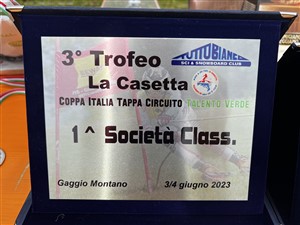 3° Trofeo
TUTTOBIANCO
SCI & SNOWBOARD CLUB
La Casetta
COPPA ITALIA TAPPA CIRCUITO TALENTO VERDE
1^ Società Class.
Gaggio Montano 3/4 giugno 2023